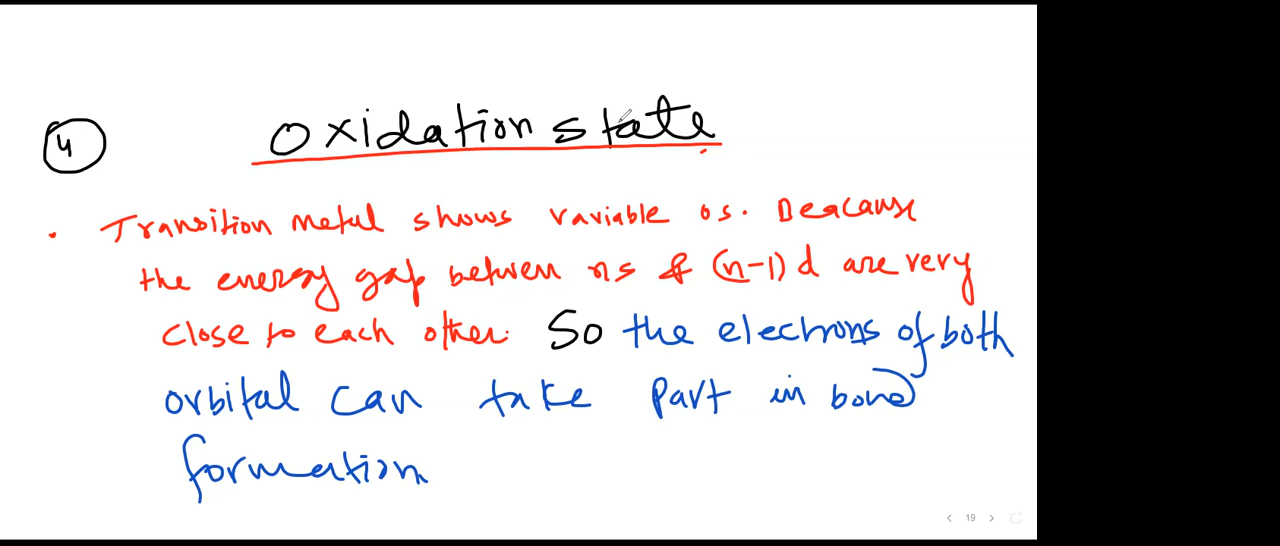 4
Oxidation state
. Transition metal shows variable os. Beacause
the energy gap between ns & (n-1) d are very
close to each other. So the electrons of both
orbital can take part in bond
formation
19